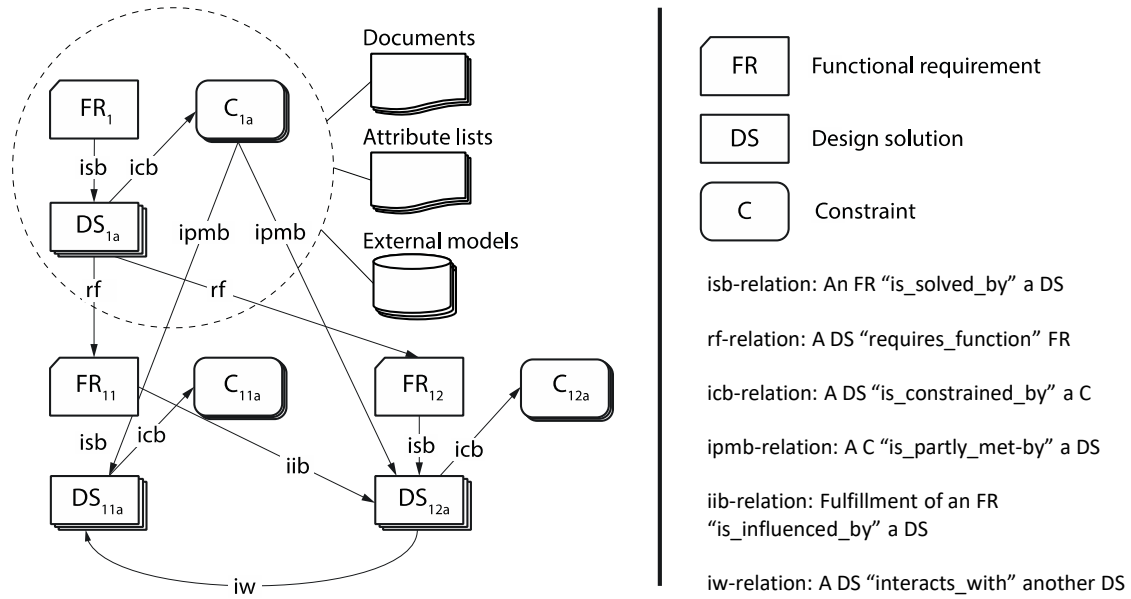 Documents
FR1
C1a
Attribute lists
isb
icb
DS1a
ipmb
ipmb
External models
rf
rf
FR11
C11a
FR12
C12a
isb
icb
isb
icb
iib
DS11a
DS12a
iw
FR
Functional requirement
DS
Design solution
C
Constraint
isb-relation: An FR “is_solved_by” a DS
rf-relation: A DS “requires_function” FR
icb-relation: A DS “is_constrained_by” a C
ipmb-relation: A C “is_partly_met-by” a DS
iib-relation: Fulfillment of an FR
“is_influenced_by” a DS
iw-relation: A DS “interacts_with” another DS